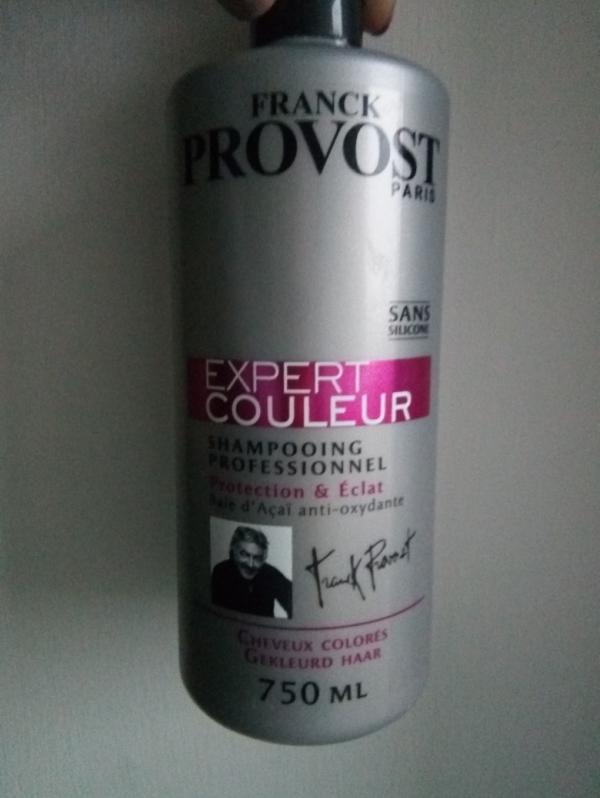 FRANCK
PROVOST
PARIS
SANS
SILICONE
EXPERT
COULEUR
SHAMPOOING
PROFESSIONNEL
Protection & Éclat
Baie d'Açaï anti-oxydante
Franck Provost
CHEVEUX COLORÉS
GEKLEURD HAAR
750 ML